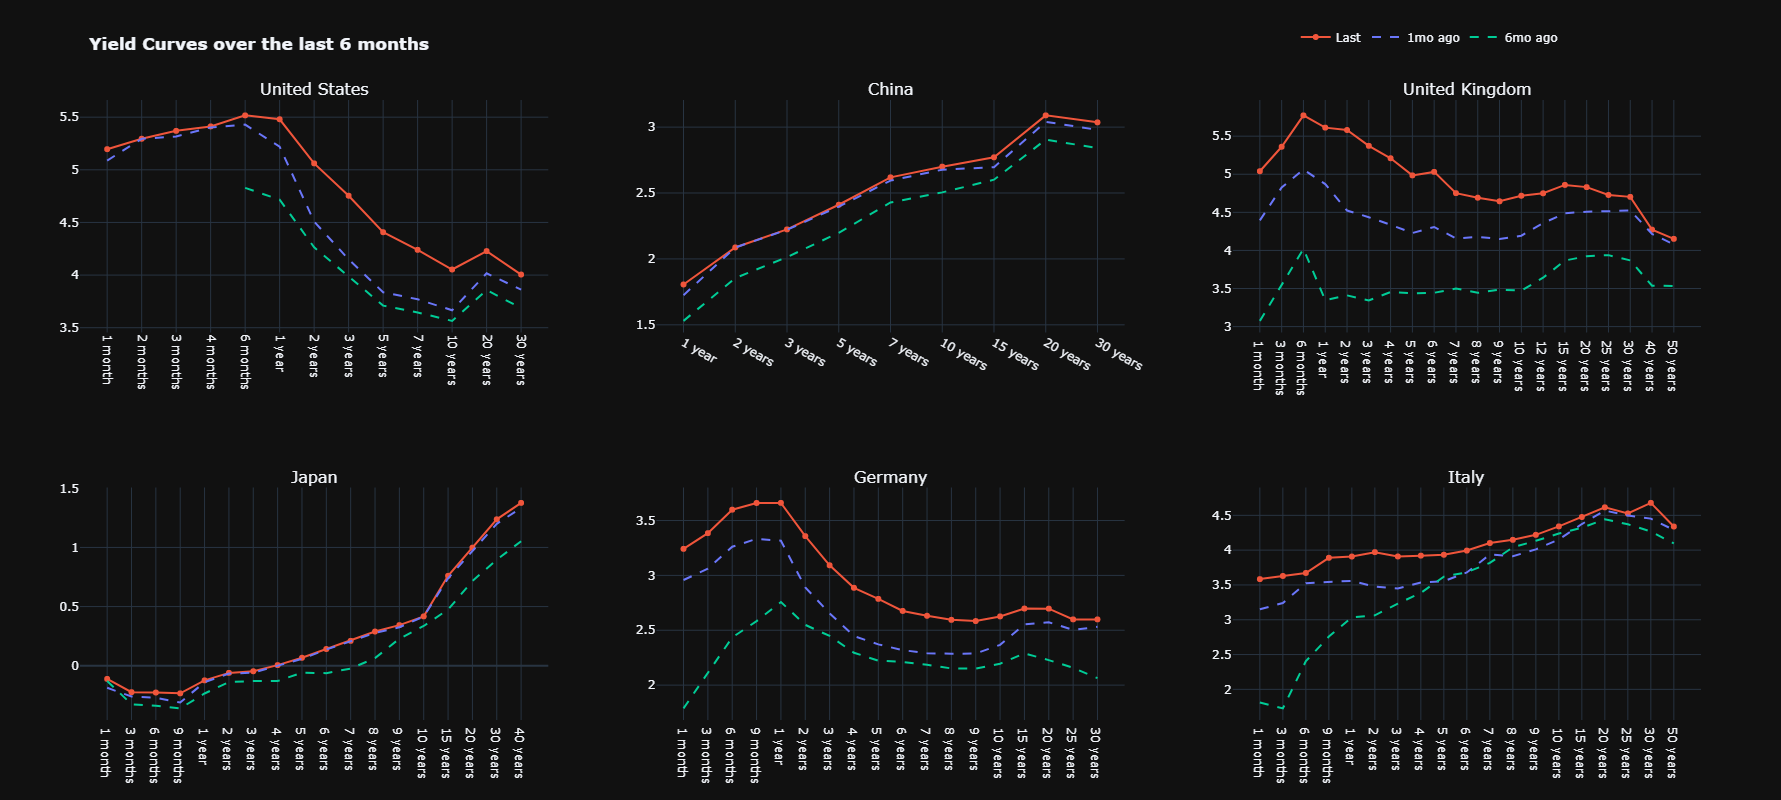 Yield Curves over the last 6 months
Last 1mo ago 6mo ago
United States
5.5
5
4.5
4
3.5
1 month
2 months
3 months
4 months
6 months
1 year
2 years
3 years
5 years
7 years
10 years
20 years
30 years
China
3
2.5
2
1.5
1 year
2 years
3 years
5 years
7 years
10 years
15 years
20 years
30 years
United Kingdom
5.5
5
4.5
4
3.5
3
1 month
3 months
6 months
1 year
2 years
3 years
4 years
5 years
6 years
7 years
8 years
9 years
10 years
12 years
15 years
20 years
25 years
30 years
40 years
50 years
Japan
1.5
1
0.5
0
1 month
3 months
6 months
9 months
1 year
2 years
3 years
4 years
5 years
6 years
7 years
8 years
9 years
10 years
15 years
20 years
30 years
40 years
Germany
3.5
3
2.5
2
1 month
3 months
6 months
9 months
1 year
2 years
3 years
4 years
5 years
6 years
7 years
8 years
9 years
10 years
15 years
20 years
25 years
30 years
Italy
4.5
4
3.5
3
2.5
2
1 month
3 months
6 months
9 months
1 year
2 years
3 years
4 years
5 years
6 years
7 years
8 years
9 years
10 years
15 years
20 years
25 years
30 years
50 years